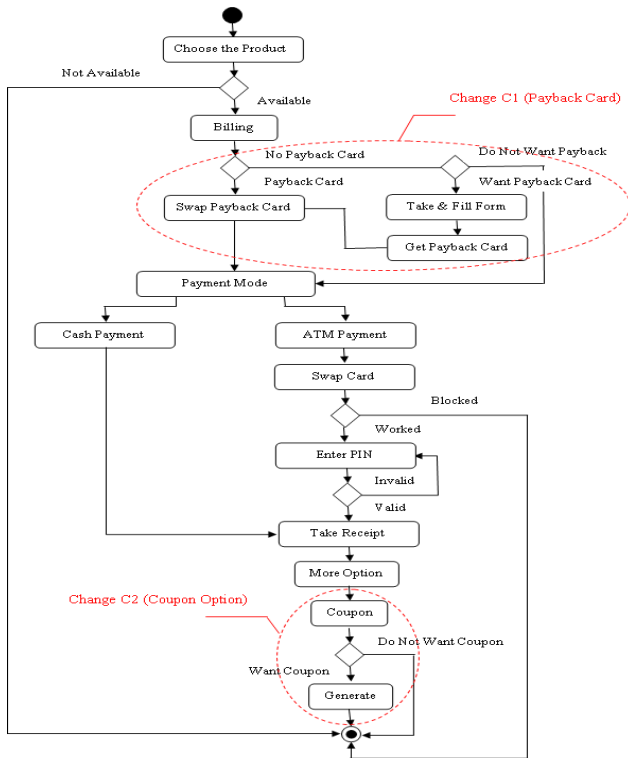 Choose the Product
Not Available
Available
Change C1 (Payback Card)
Billing
No Payback Card
Do Not Want Payback
Payback Card
Want Payback Card
Swap Payback Card
Take & Fill Form
Get Payback Card
Payment Mode
Cash Payment
ATM Payment
Swap Card
Blocked
Worked
Enter PIN
Invalid
Valid
Take Receipt
More Option
Change C2 (Coupon Option)
Coupon
Do Not Want Coupon
Want Coupon
Generate